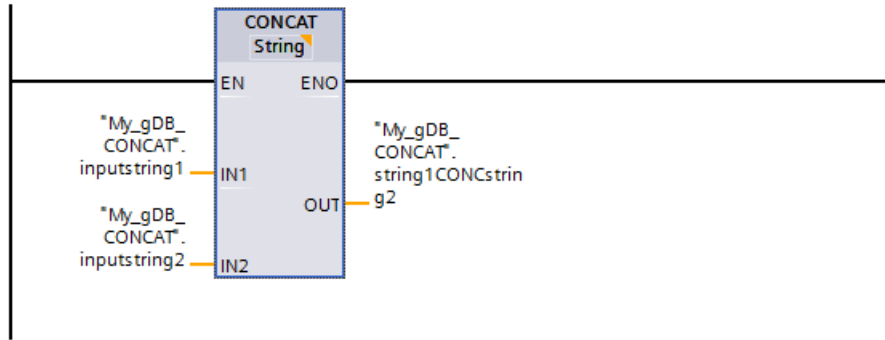 CONCAT
String
EN ENO
"My_gDB_
CONCAT".
inputstring1
IN1
"My_gDB_
CONCAT".
string1CONCstrin
g2
OUT
"My_gDB_
CONCAT".
inputstring2
IN2